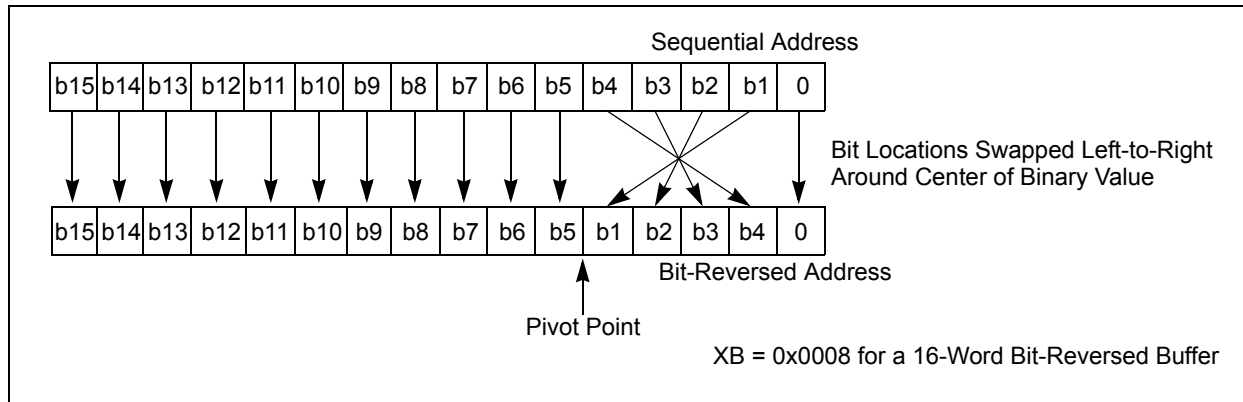 Sequential Address
b15 b14 b13 b12 b11 b10 b9 b8 b7 b6 b5 b4 b3 b2 b1 0
Bit Locations Swapped Left-to-Right
Around Center of Binary Value
b15 b14 b13 b12 b11 b10 b9 b8 b7 b6 b5 b1 b2 b3 b4 0
Bit-Reversed Address
Pivot Point
XB = 0x0008 for a 16-Word Bit-Reversed Buffer